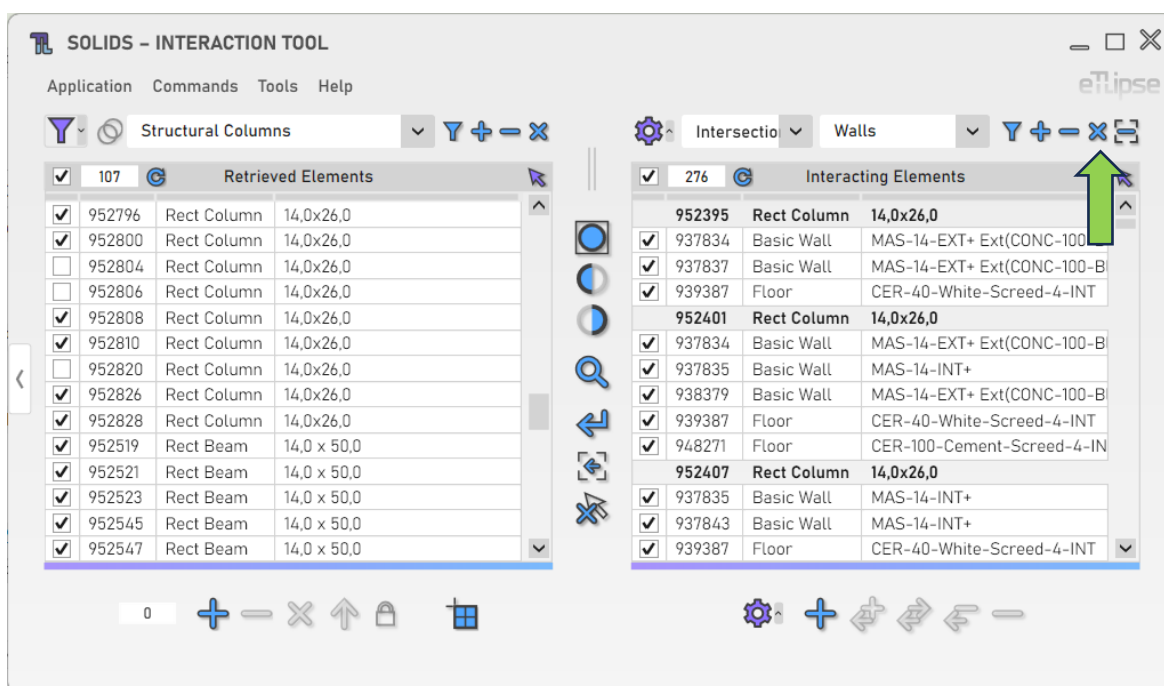 SOLIDS – INTERACTION TOOL
Application Commands Tools Help
eTLipse
Structural Columns
Intersectio Walls
107 Retrieved Elements
276 Interacting Elements
952796 Rect Column 14,0x26,0
952800 Rect Column 14,0x26,0
952804 Rect Column 14,0x26,0
952806 Rect Column 14,0x26,0
952808 Rect Column 14,0x26,0
952810 Rect Column 14,0x26,0
952820 Rect Column 14,0x26,0
952826 Rect Column 14,0x26,0
952828 Rect Column 14,0x26,0
952519 Rect Beam 14,0 x 50,0
952521 Rect Beam 14,0 x 50,0
952523 Rect Beam 14,0 x 50,0
952545 Rect Beam 14,0 x 50,0
952547 Rect Beam 14,0 x 50,0
952395 Rect Column 14,0x26,0
937834 Basic Wall MAS-14-EXT+ Ext(CONC-100-B
937837 Basic Wall MAS-14-EXT+ Ext(CONC-100-Bl
939387 Floor CER-40-White-Screed-4-INT
952401 Rect Column 14,0x26,0
937834 Basic Wall MAS-14-EXT+ Ext(CONC-100-Bl
937835 Basic Wall MAS-14-INT+
938379 Basic Wall MAS-14-EXT+ Ext(CONC-100-Bl
939387 Floor CER-40-White-Screed-4-INT
948271 Floor CER-100-Cement-Screed-4-IN
952407 Rect Column 14,0x26,0
937835 Basic Wall MAS-14-INT+
937843 Basic Wall MAS-14-INT+
939387 Floor CER-40-White-Screed-4-INT
0